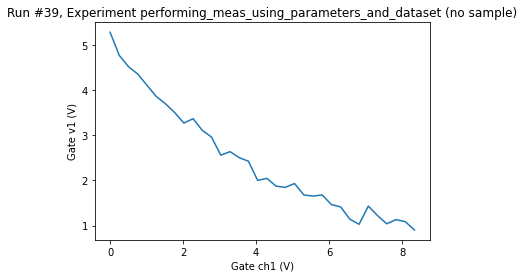 Run #39, Experiment performing_meas_using_parameters_and_dataset (no sample)
5
4
3
2
1
Gate v1 (V)
0 2 4 6 8
Gate ch1 (V)